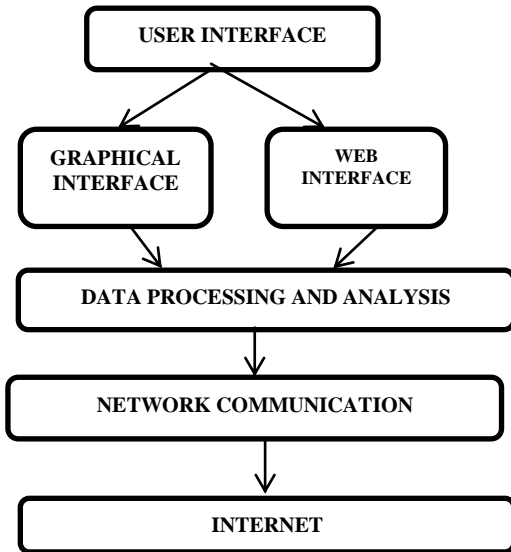 USER INTERFACE
GRAPHICAL
INTERFACE
WEB
INTERFACE
DATA PROCESSING AND ANALYSIS
NETWORK COMMUNICATION
INTERNET